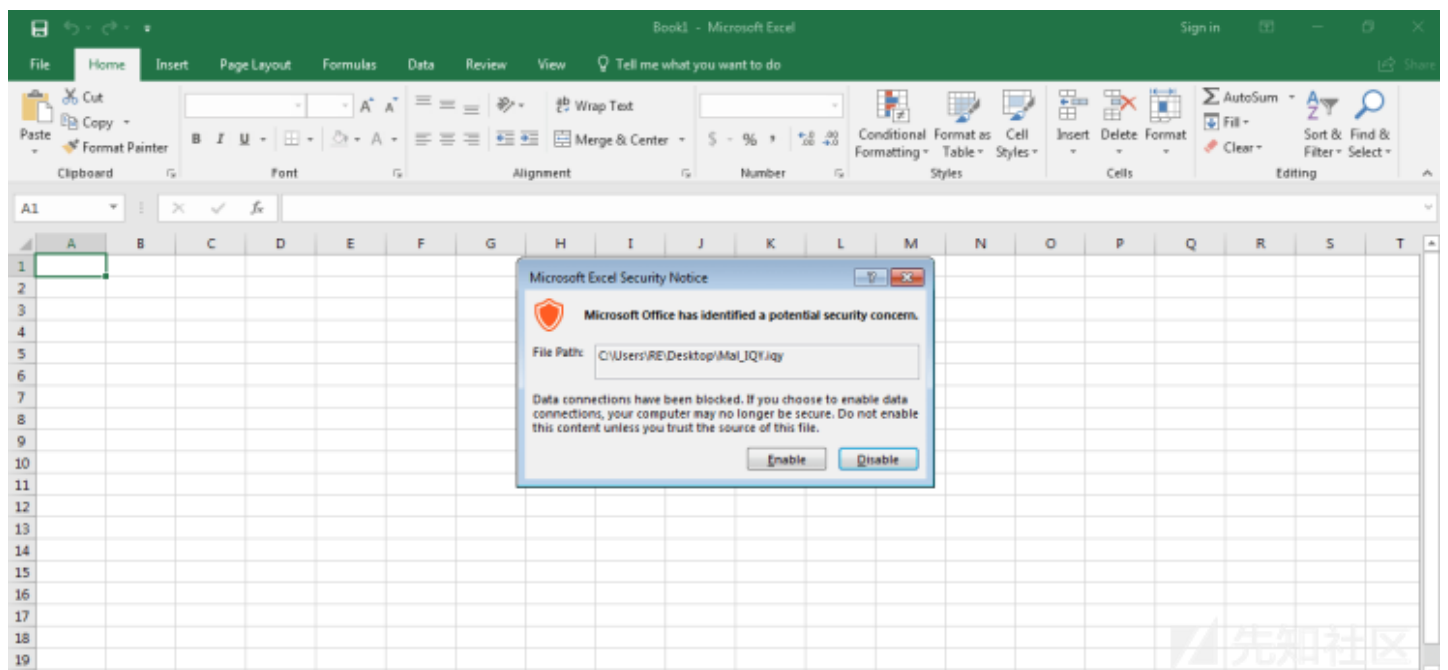 Book1 - Microsoft Excel
Sign in
File Home Insert Page Layout Formulas Data Review View Tell me what you want to do Share
Cut
Copy
Format Painter
Paste
Clipboard
B I U
A A
A
Font
Wrap Text
Merge & Center
Alignment
$ % ,
Number
Conditional Formatting
Format as Table
Cell Styles
Styles
Insert Delete Format
Cells
AutoSum
Fill
Clear
Sort & Filter
Find & Select
Editing
A1 fx
A B C D E F G H I J K L M N O P Q R S T
1
2
3
4
5
6
7
8
9
10
11
12
13
14
15
16
17
18
19
Microsoft Excel Security Notice
Microsoft Office has identified a potential security concern.
File Path: C:\Users\RE\Desktop\Mal_IQY.iqy
Data connections have been blocked. If you choose to enable data
connections, your computer may no longer be secure. Do not enable
this content unless you trust the source of this file.
Enable Disable
先知社区